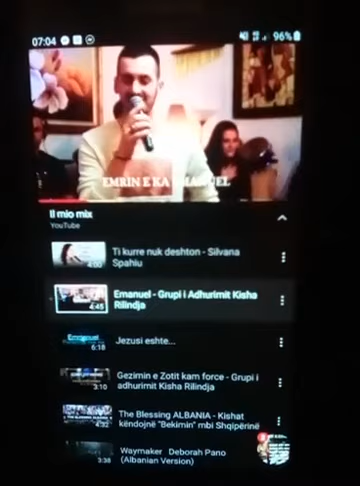 07:04
96%
EMRIN E KA
Il mio mix
YouTube
Ti kurre nuk deshton - Silvana
Spahiu
4:00
Emanuel - Grupi i Adhurimit Kisha
Rilindja
4:45
Jezusi eshte...
6:18
Gezimin e Zotit kam force - Grupi i
adhurimit Kisha Rilindja
3:10
The Blessing ALBANIA - Kishat
këndojnë "Bekimin" mbi Shqipërinë
4:32
Waymaker Deborah Pano
(Albanian Version)
3:38